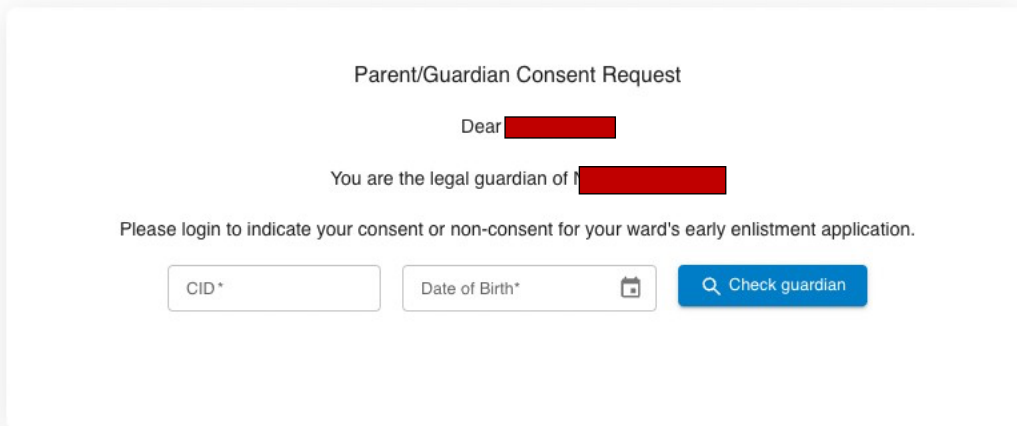 Parent/Guardian Consent Request
Dear
You are the legal guardian of
Please login to indicate your consent or non-consent for your ward's early enlistment application.
CID*
Date of Birth*
Check guardian